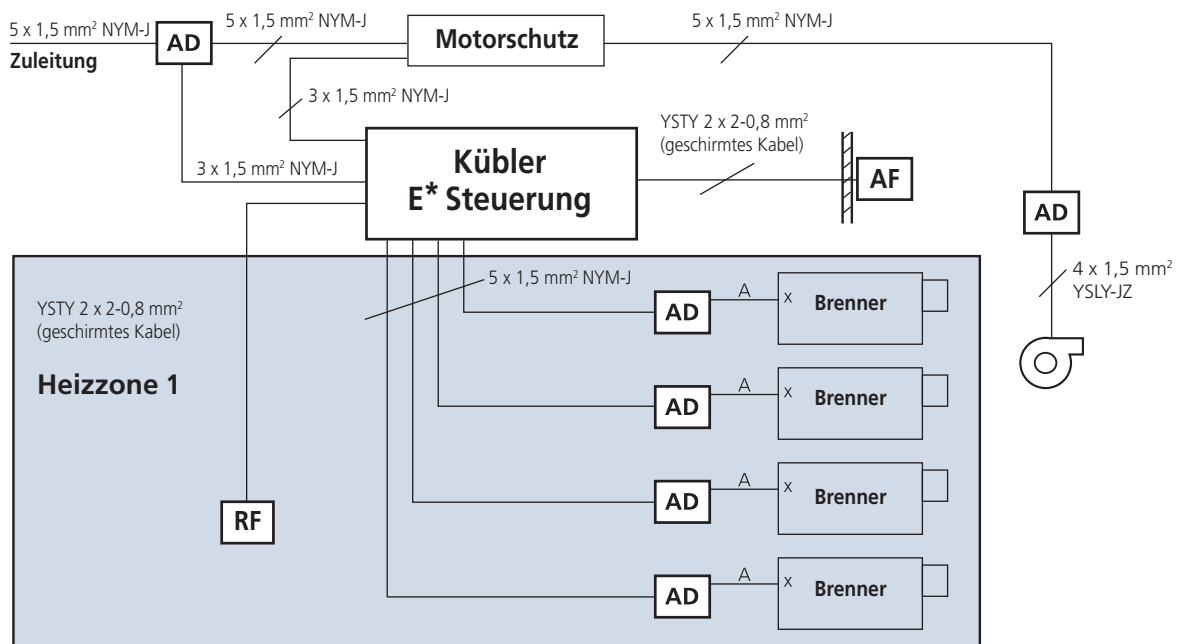 5 x 1,5 mm² NYM-J
Zuleitung
AD
5 x 1,5 mm² NYM-J
Motorschutz
5 x 1,5 mm² NYM-J
3 x 1,5 mm² NYM-J
3 x 1,5 mm² NYM-J
Kübler
E* Steuerung
YSTY 2 x 2-0,8 mm²
(geschirmtes Kabel)
AF
AD
4 x 1,5 mm²
YSLY-JZ
YSTY 2 x 2-0,8 mm²
(geschirmtes Kabel)
Heizzone 1
5 x 1,5 mm² NYM-J
AD
A
x
Brenner
AD
A
x
Brenner
AD
A
x
Brenner
AD
A
x
Brenner
RF